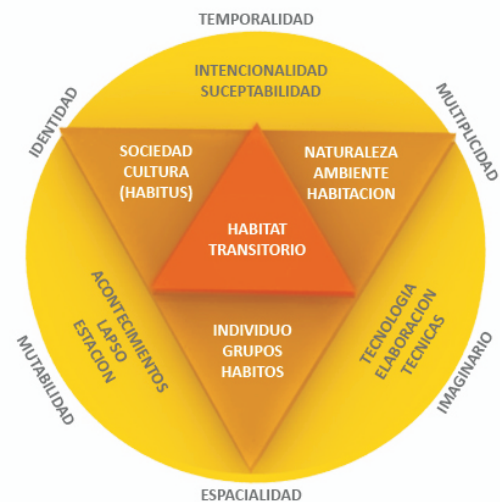 TEMPORALIDAD
INTENCIONALIDAD
SUCEPTABILIDAD
IDENTIDAD
MULTIPLICIDAD
SOCIEDAD
CULTURA
(HABITUS)
NATURALEZA
AMBIENTE
HABITACION
HABITAT
TRANSITORIO
ACONTECIMIENTOS
LAPSO
ESTACION
INDIVIDUO
GRUPOS
HABITOS
TECNOLOGIA
ELABORACION
TECNICAS
MUTABILIDAD
IMAGINARIO
ESPACIALIDAD